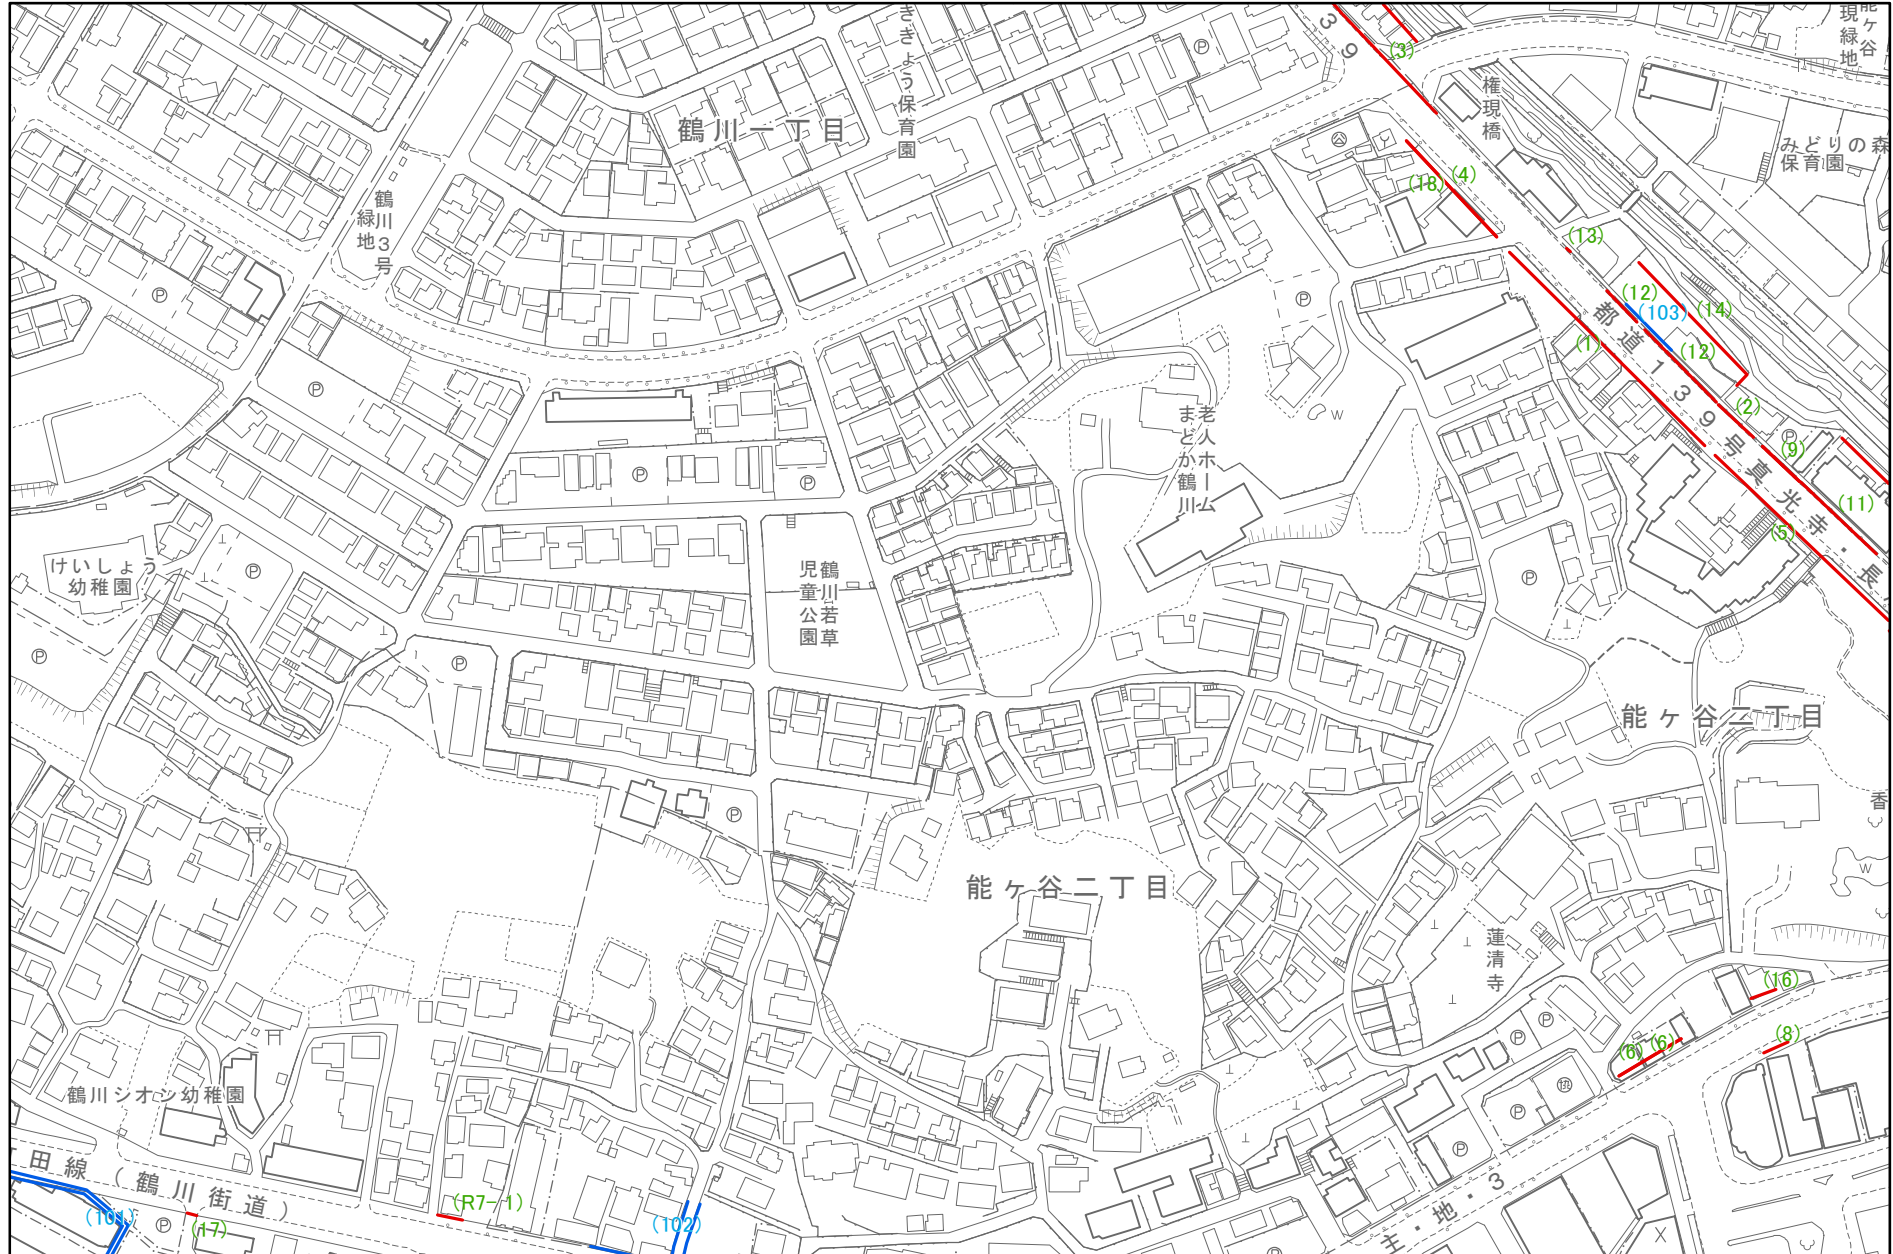 鶴川一丁目
ききょう保育園
39
(3)
Ⓟ
権現橋
能ヶ谷
現緑地
みどりの森
保育園
鶴川3号
緑地
(18)
(4)
(13)
(12)
(103)
(14)
(1)
(12)
(2)
(9)
(11)
(5)
都道139号真光寺・長
Ⓟ
Ⓟ
Ⓟ
W
老人ホーム
まどか鶴川
Ⓟ
Ⓟ
Ⓟ
けいしょう
幼稚園
Ⓟ
鶴川若草
児童公園
Ⓟ
Ⓟ
Ⓟ
能ヶ谷二丁目
香
Ⓟ
W
能ヶ谷二丁目
蓮清寺
(16)
(8)
(6)
(6)
Ⓟ
Ⓟ
Ⓟ
Ⓟ
鶴川シオン幼稚園
田線（鶴川街道）
(101)
Ⓟ
(17)
(R7-1)
(102)
主・地・3
Ⓟ